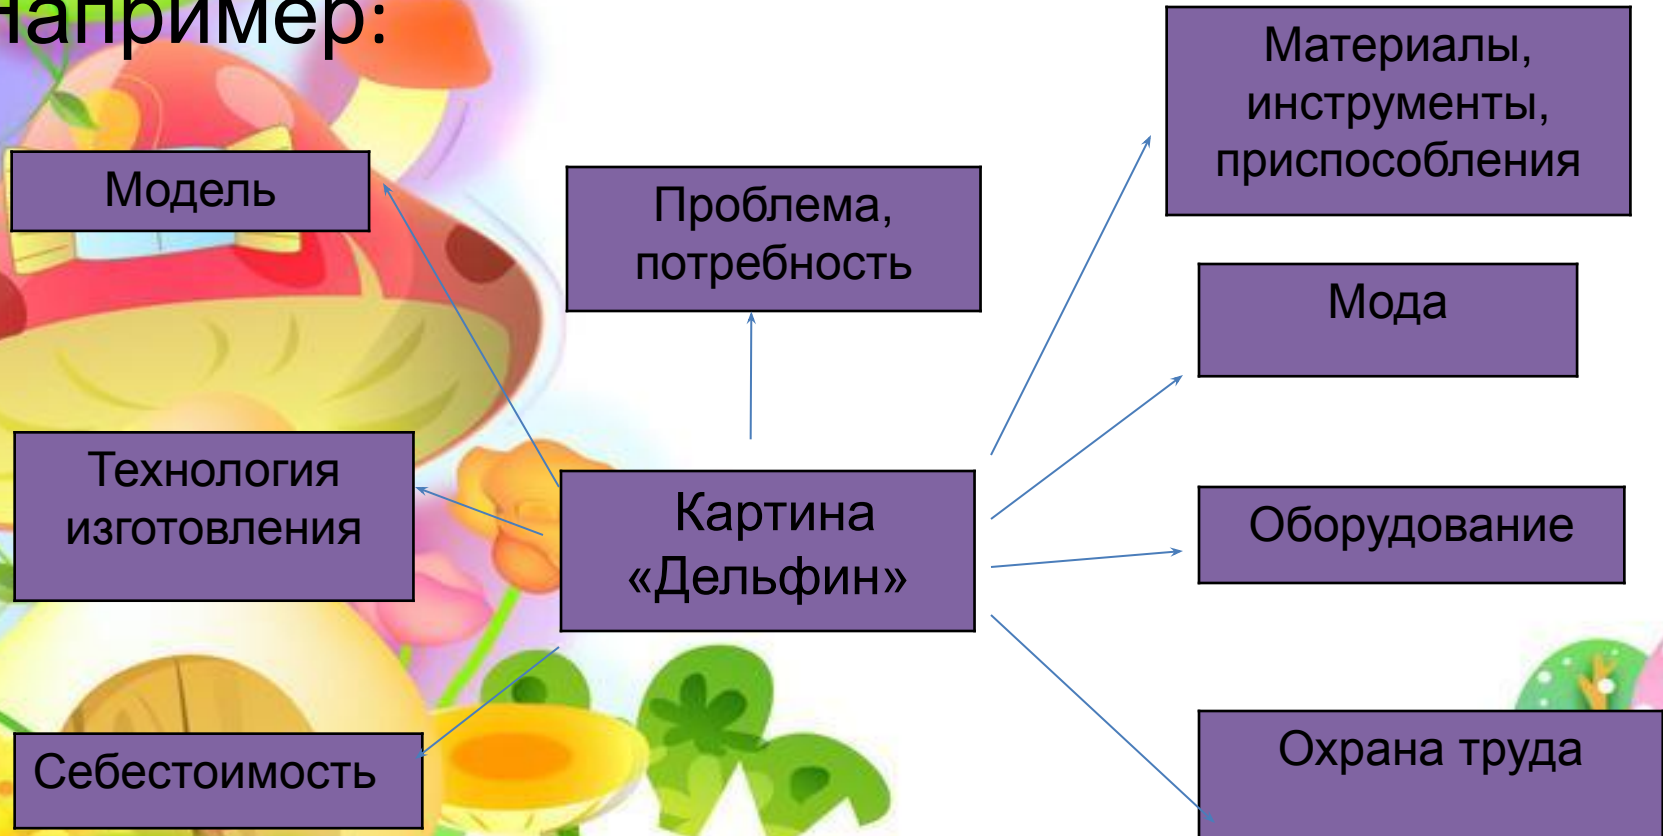 Например:
Материалы,
инструменты,
приспособления
Модель
Проблема,
потребность
Мода
Технология
изготовления
Картина
«Дельфин»
Оборудование
Себестоимость
Охрана труда